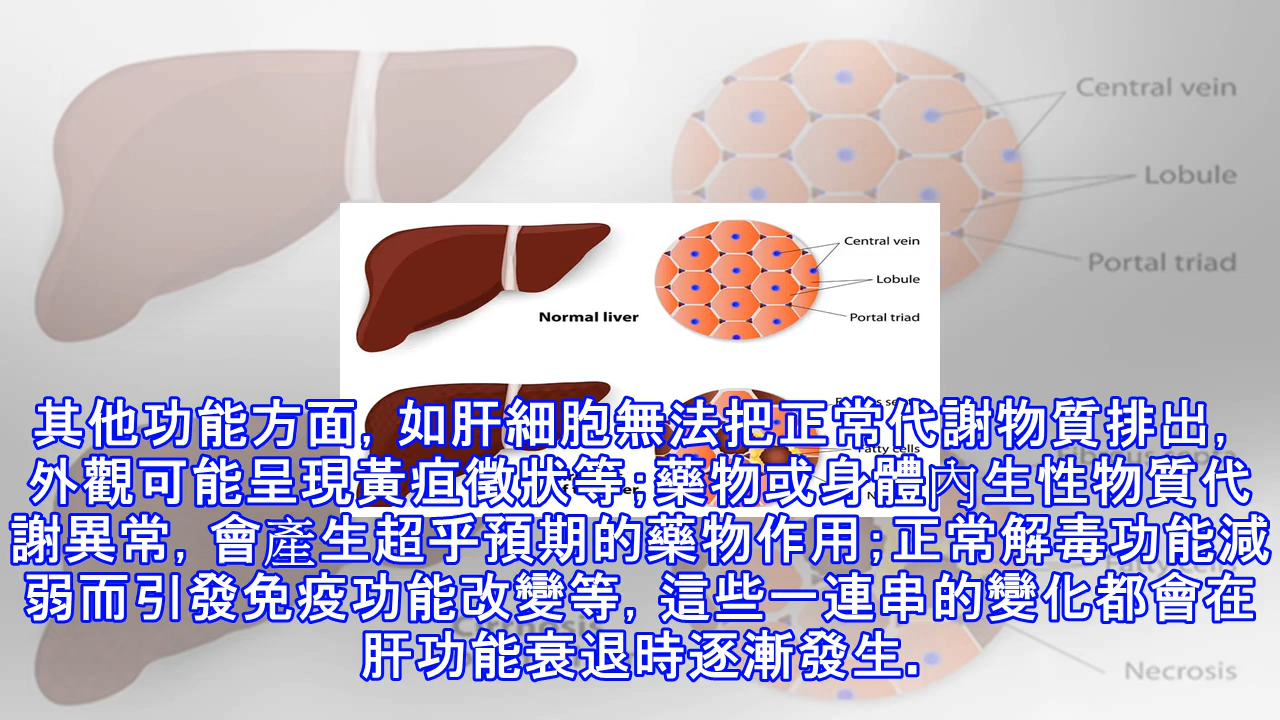 Central vein
Lobule
Portal triad
Central vein
Lobule
Portal triad
Normal liver
其他功能方面, 如肝細胞無法把正常代謝物質排出,
外觀可能呈現黃疸徵狀等;藥物或身體內生性物質代
謝異常, 會產生超乎預期的藥物作用;正常解毒功能減
弱而引發免疫功能改變等, 這些一連串的變化都會在
肝功能衰退時逐漸發生.
Fatty cells
Necrosis